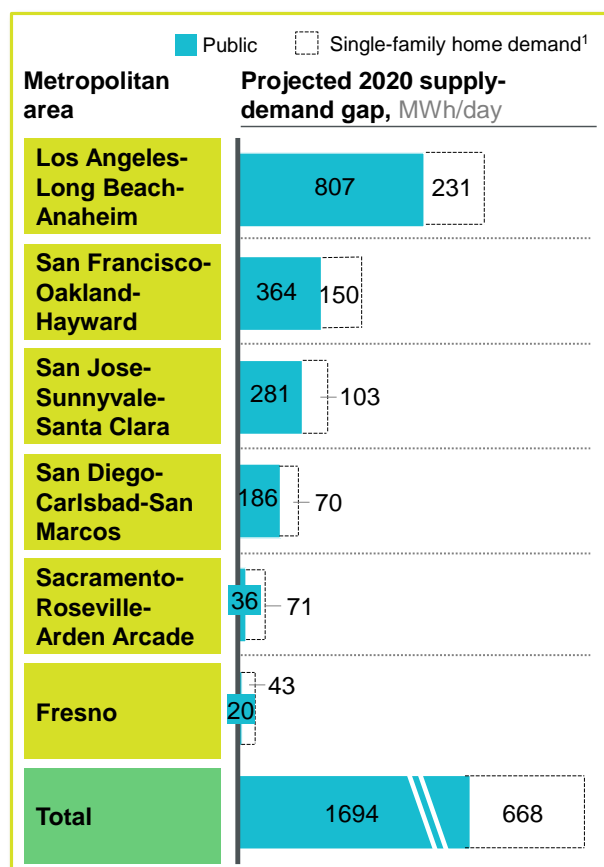 Public
Single-family home demand¹
Metropolitan
area
Projected 2020 supply-
demand gap, MWh/day
Los Angeles-
Long Beach-
Anaheim
807
231
San Francisco-
Oakland-
Hayward
364
150
San Jose-
Sunnyvale-
Santa Clara
281
103
San Diego-
Carlsbad-San
Marcos
186
70
Sacramento-
Roseville-
Arden Arcade
36
71
Fresno
20
43
Total
1694
668